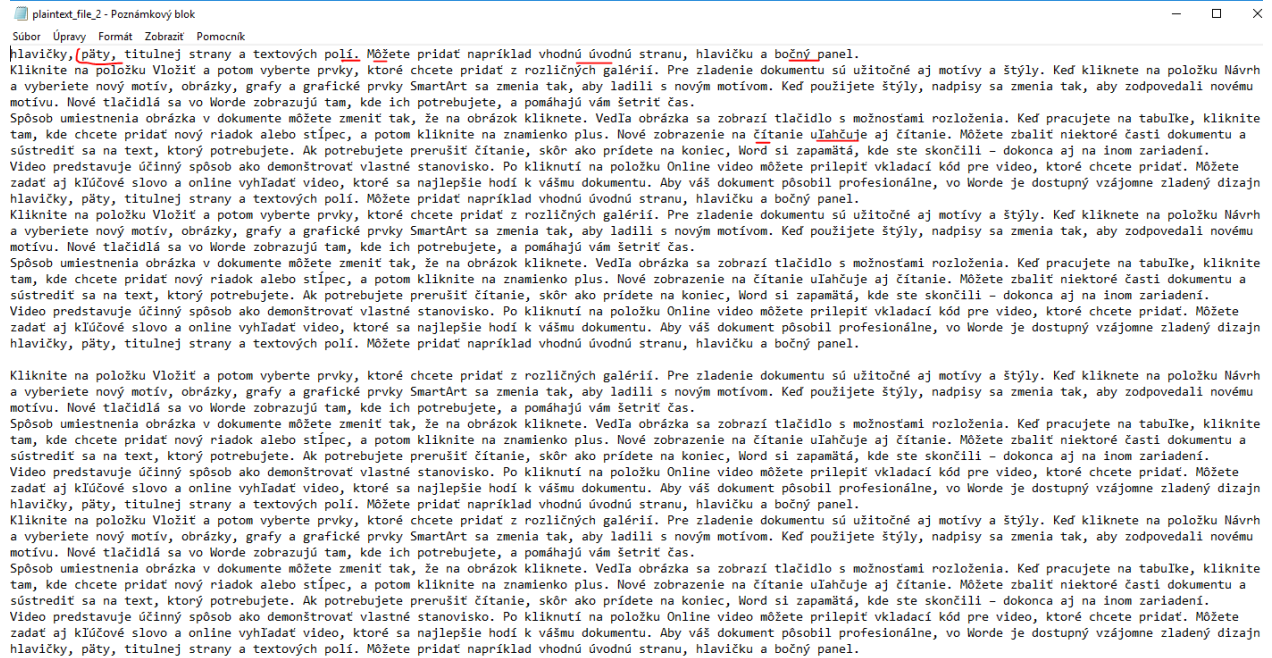 plaintext_file_2 - Poznámkový blok
Súbor Úpravy Formát Zobraziť Pomocník
hlavičky, päty, titulnej strany a textových polí. Môžete pridať napríklad vhodnú úvodnú stranu, hlavičku a bočný panel.
Kliknite na položku Vložiť a potom vyberte prvky, ktoré chcete pridať z rozličných galérií. Pre zladenie dokumentu sú užitočné aj motívy a štýly. Keď kliknete na položku Návrh
a vyberiete nový motív, obrázky, grafy a grafické prvky SmartArt sa zmenia tak, aby ladili s novým motívom. Keď použijete štýly, nadpisy sa zmenia tak, aby zodpovedali novému
motívu. Nové tlačidlá sa vo Worde zobrazujú tam, kde ich potrebujete, a pomáhajú vám šetriť čas.
Spôsob umiestnenia obrázka v dokumente môžete zmeniť tak, že na obrázok kliknete. Vedľa obrázka sa zobrazí tlačidlo s možnosťami rozloženia. Keď pracujete na tabuľke, kliknite
tam, kde chcete pridať nový riadok alebo stĺpec, a potom kliknite na znamienko plus. Nové zobrazenie na čítanie uľahčuje aj čítanie. Môžete zbaliť niektoré časti dokumentu a
sústrediť sa na text, ktorý potrebujete. Ak potrebujete prerušiť čítanie, skôr ako prídete na koniec, Word si zapamätá, kde ste skončili – dokonca aj na inom zariadení.
Video predstavuje účinný spôsob ako demonštrovať vlastné stanovisko. Po kliknutí na položku Online video môžete prilepiť vkladací kód pre video, ktoré chcete pridať. Môžete
zadať aj kľúčové slovo a online vyhľadať video, ktoré sa najlepšie hodí k vášmu dokumentu. Aby váš dokument pôsobil profesionálne, vo Worde je dostupný vzájomne zladený dizajn
hlavičky, päty, titulnej strany a textových polí. Môžete pridať napríklad vhodnú úvodnú stranu, hlavičku a bočný panel.
Kliknite na položku Vložiť a potom vyberte prvky, ktoré chcete pridať z rozličných galérií. Pre zladenie dokumentu sú užitočné aj motívy a štýly. Keď kliknete na položku Návrh
a vyberiete nový motív, obrázky, grafy a grafické prvky SmartArt sa zmenia tak, aby ladili s novým motívom. Keď použijete štýly, nadpisy sa zmenia tak, aby zodpovedali novému
motívu. Nové tlačidlá sa vo Worde zobrazujú tam, kde ich potrebujete, a pomáhajú vám šetriť čas.
Spôsob umiestnenia obrázka v dokumente môžete zmeniť tak, že na obrázok kliknete. Vedľa obrázka sa zobrazí tlačidlo s možnosťami rozloženia. Keď pracujete na tabuľke, kliknite
tam, kde chcete pridať nový riadok alebo stĺpec, a potom kliknite na znamienko plus. Nové zobrazenie na čítanie uľahčuje aj čítanie. Môžete zbaliť niektoré časti dokumentu a
sústrediť sa na text, ktorý potrebujete. Ak potrebujete prerušiť čítanie, skôr ako prídete na koniec, Word si zapamätá, kde ste skončili – dokonca aj na inom zariadení.
Video predstavuje účinný spôsob ako demonštrovať vlastné stanovisko. Po kliknutí na položku Online video môžete prilepiť vkladací kód pre video, ktoré chcete pridať. Môžete
zadať aj kľúčové slovo a online vyhľadať video, ktoré sa najlepšie hodí k vášmu dokumentu. Aby váš dokument pôsobil profesionálne, vo Worde je dostupný vzájomne zladený dizajn
hlavičky, päty, titulnej strany a textových polí. Môžete pridať napríklad vhodnú úvodnú stranu, hlavičku a bočný panel.
Kliknite na položku Vložiť a potom vyberte prvky, ktoré chcete pridať z rozličných galérií. Pre zladenie dokumentu sú užitočné aj motívy a štýly. Keď kliknete na položku Návrh
a vyberiete nový motív, obrázky, grafy a grafické prvky SmartArt sa zmenia tak, aby ladili s novým motívom. Keď použijete štýly, nadpisy sa zmenia tak, aby zodpovedali novému
motívu. Nové tlačidlá sa vo Worde zobrazujú tam, kde ich potrebujete, a pomáhajú vám šetriť čas.
Spôsob umiestnenia obrázka v dokumente môžete zmeniť tak, že na obrázok kliknete. Vedľa obrázka sa zobrazí tlačidlo s možnosťami rozloženia. Keď pracujete na tabuľke, kliknite
tam, kde chcete pridať nový riadok alebo stĺpec, a potom kliknite na znamienko plus. Nové zobrazenie na čítanie uľahčuje aj čítanie. Môžete zbaliť niektoré časti dokumentu a
sústrediť sa na text, ktorý potrebujete. Ak potrebujete prerušiť čítanie, skôr ako prídete na koniec, Word si zapamätá, kde ste skončili – dokonca aj na inom zariadení.
Video predstavuje účinný spôsob ako demonštrovať vlastné stanovisko. Po kliknutí na položku Online video môžete prilepiť vkladací kód pre video, ktoré chcete pridať. Môžete
zadať aj kľúčové slovo a online vyhľadať video, ktoré sa najlepšie hodí k vášmu dokumentu. Aby váš dokument pôsobil profesionálne, vo Worde je dostupný vzájomne zladený dizajn
hlavičky, päty, titulnej strany a textových polí. Môžete pridať napríklad vhodnú úvodnú stranu, hlavičku a bočný panel.
Kliknite na položku Vložiť a potom vyberte prvky, ktoré chcete pridať z rozličných galérií. Pre zladenie dokumentu sú užitočné aj motívy a štýly. Keď kliknete na položku Návrh
a vyberiete nový motív, obrázky, grafy a grafické prvky SmartArt sa zmenia tak, aby ladili s novým motívom. Keď použijete štýly, nadpisy sa zmenia tak, aby zodpovedali novému
motívu. Nové tlačidlá sa vo Worde zobrazujú tam, kde ich potrebujete, a pomáhajú vám šetriť čas.
Spôsob umiestnenia obrázka v dokumente môžete zmeniť tak, že na obrázok kliknete. Vedľa obrázka sa zobrazí tlačidlo s možnosťami rozloženia. Keď pracujete na tabuľke, kliknite
tam, kde chcete pridať nový riadok alebo stĺpec, a potom kliknite na znamienko plus. Nové zobrazenie na čítanie uľahčuje aj čítanie. Môžete zbaliť niektoré časti dokumentu a
sústrediť sa na text, ktorý potrebujete. Ak potrebujete prerušiť čítanie, skôr ako prídete na koniec, Word si zapamätá, kde ste skončili – dokonca aj na inom zariadení.
Video predstavuje účinný spôsob ako demonštrovať vlastné stanovisko. Po kliknutí na položku Online video môžete prilepiť vkladací kód pre video, ktoré chcete pridať. Môžete
zadať aj kľúčové slovo a online vyhľadať video, ktoré sa najlepšie hodí k vášmu dokumentu. Aby váš dokument pôsobil profesionálne, vo Worde je dostupný vzájomne zladený dizajn
hlavičky, päty, titulnej strany a textových polí. Môžete pridať napríklad vhodnú úvodnú stranu, hlavičku a bočný panel.